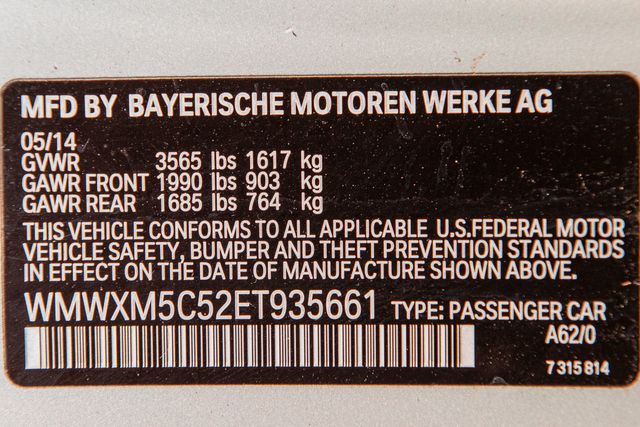 MFD BY BAYERISCHE MOTOREN WERKE AG
05/14
GVWR 3565 lbs 1617 kg
GAWR FRONT 1990 lbs 903 kg
GAWR REAR 1685 lbs 764 kg
THIS VEHICLE CONFORMS TO ALL APPLICABLE U.S.FEDERAL MOTOR
VEHICLE SAFETY, BUMPER AND THEFT PREVENTION STANDARDS
IN EFFECT ON THE DATE OF MANUFACTURE SHOWN ABOVE.
WMWXM5C52ET935661 TYPE: PASSENGER CAR
A62/0
7 315 814